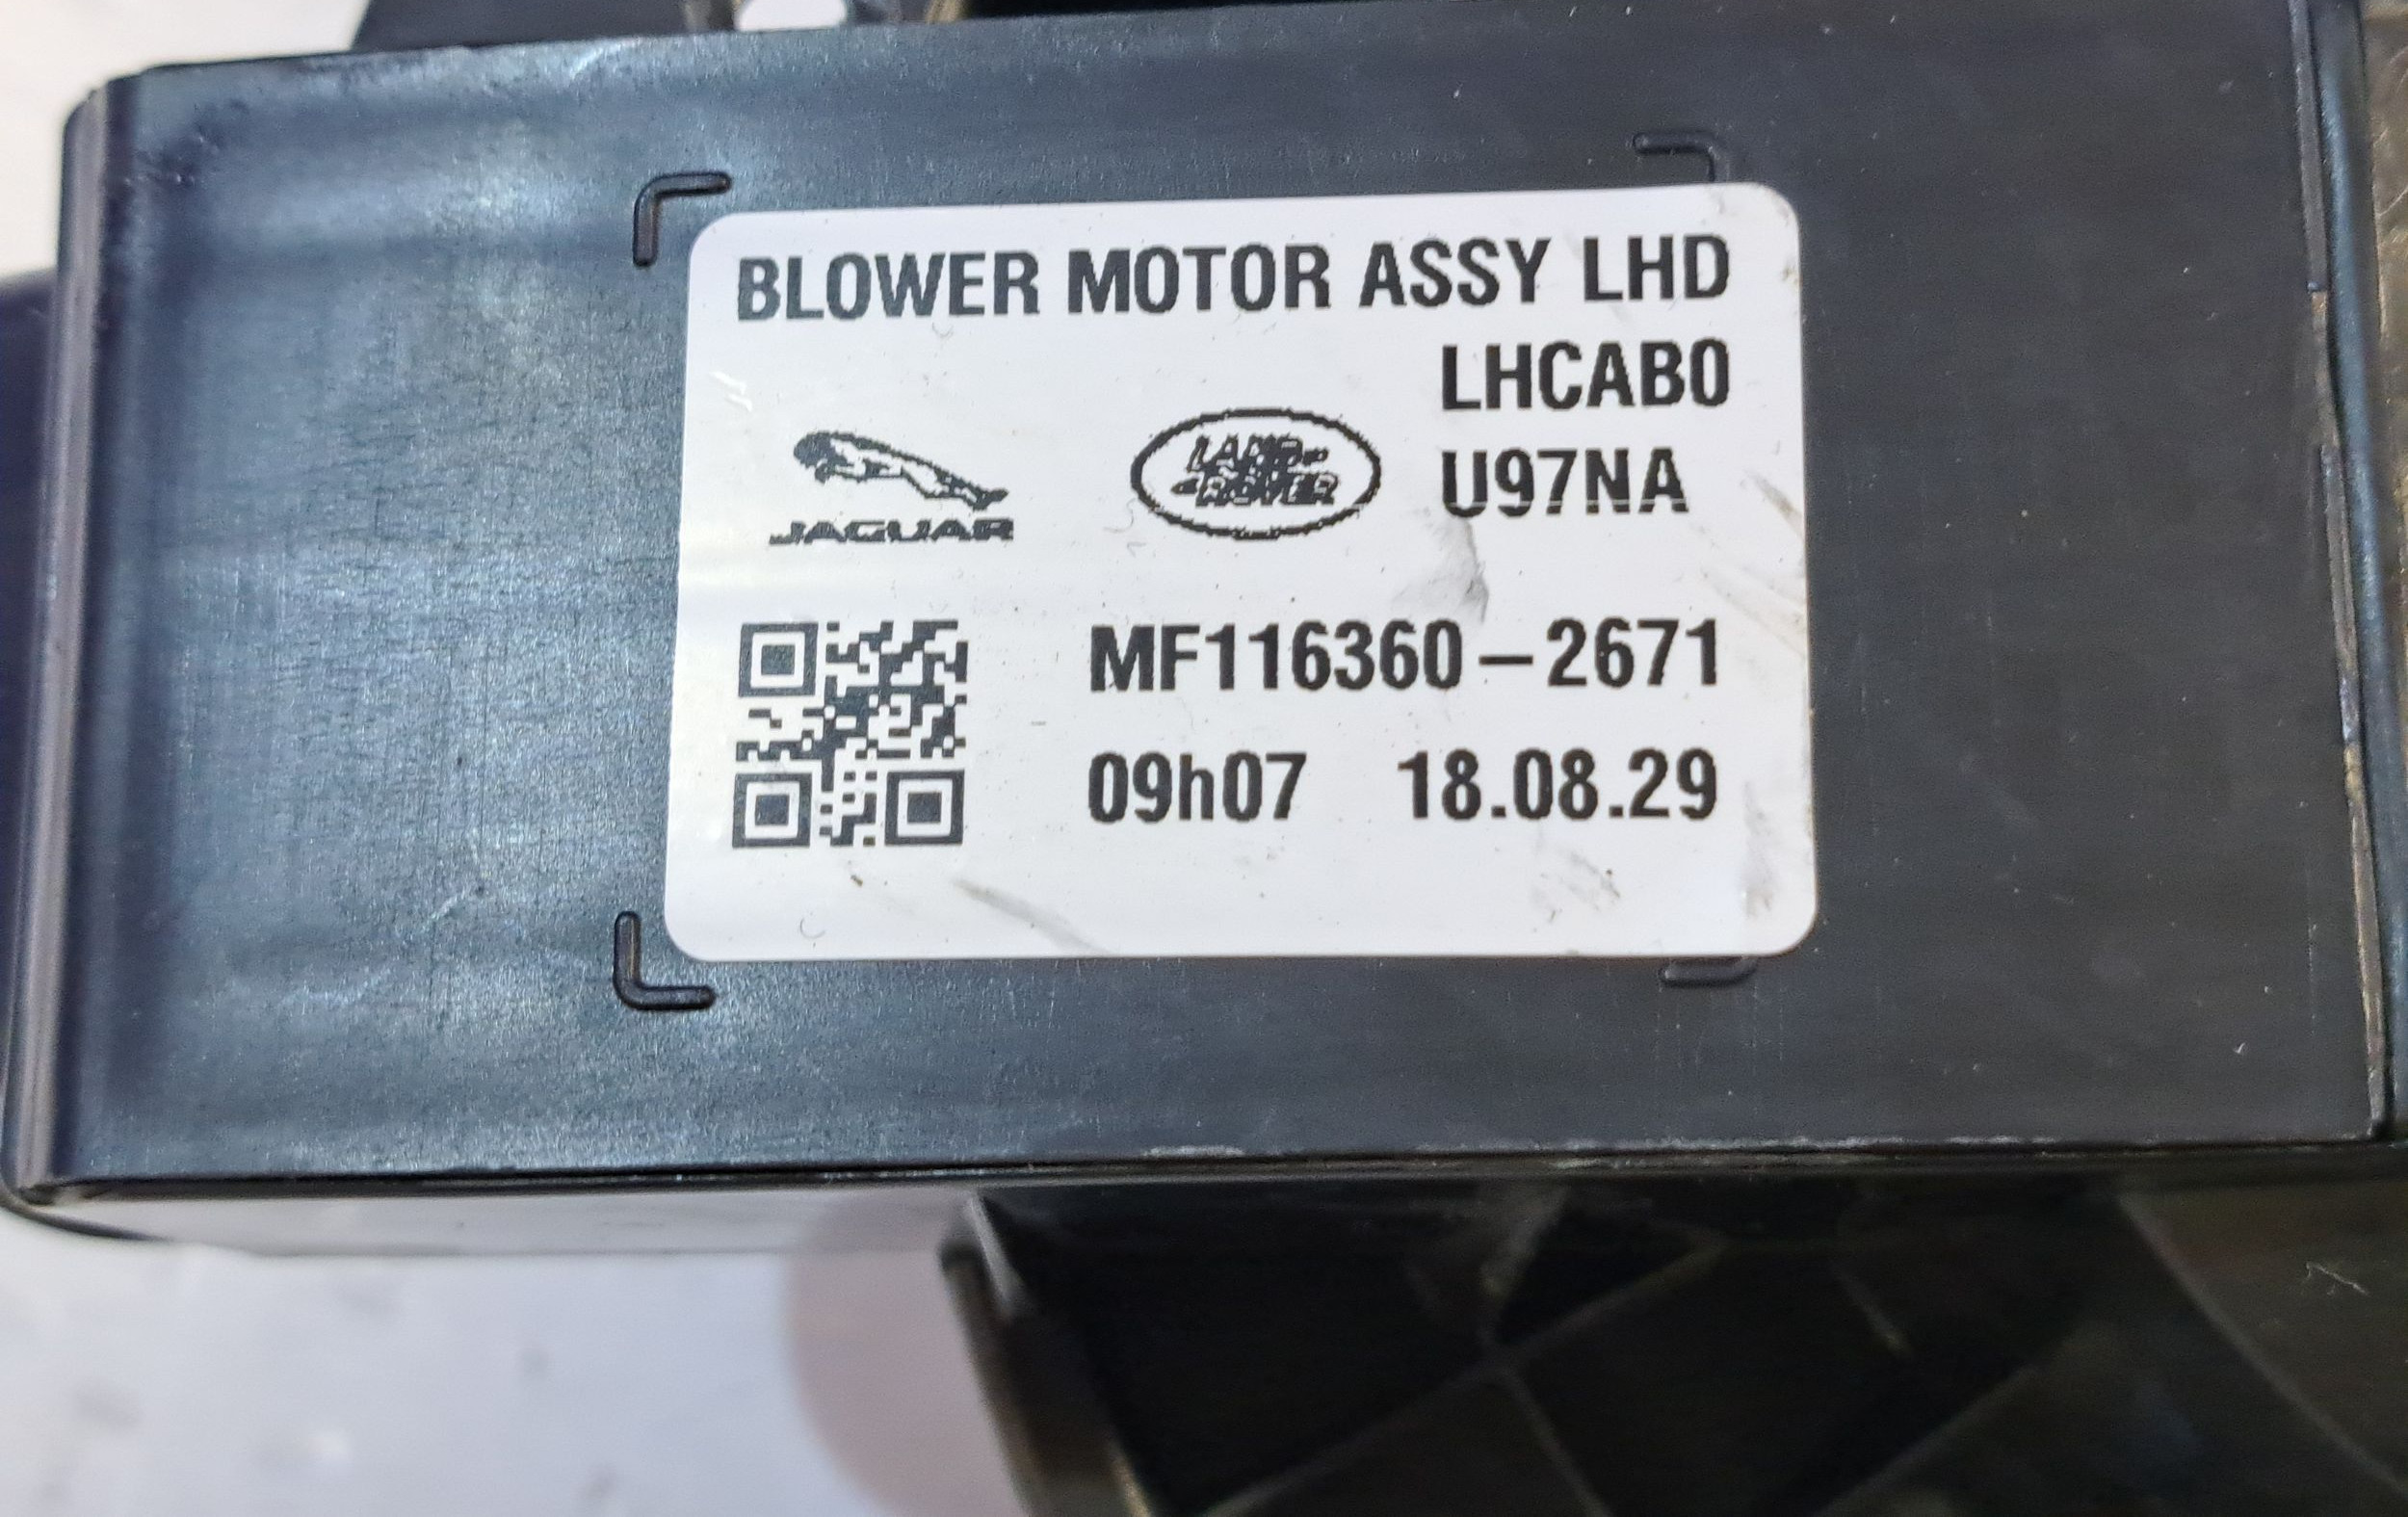 BLOWER MOTOR ASSY LHD
LHCAB0
JAGUAR
LAND ROVER
U97NA
MF116360-2671
09h07 18.08.29